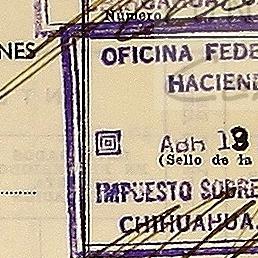 Número
NES
OFICINA FEDE
HACIEND
Adh 13
(Sello de la
IMPUESTO SOBRE
CHIHUAHUA.